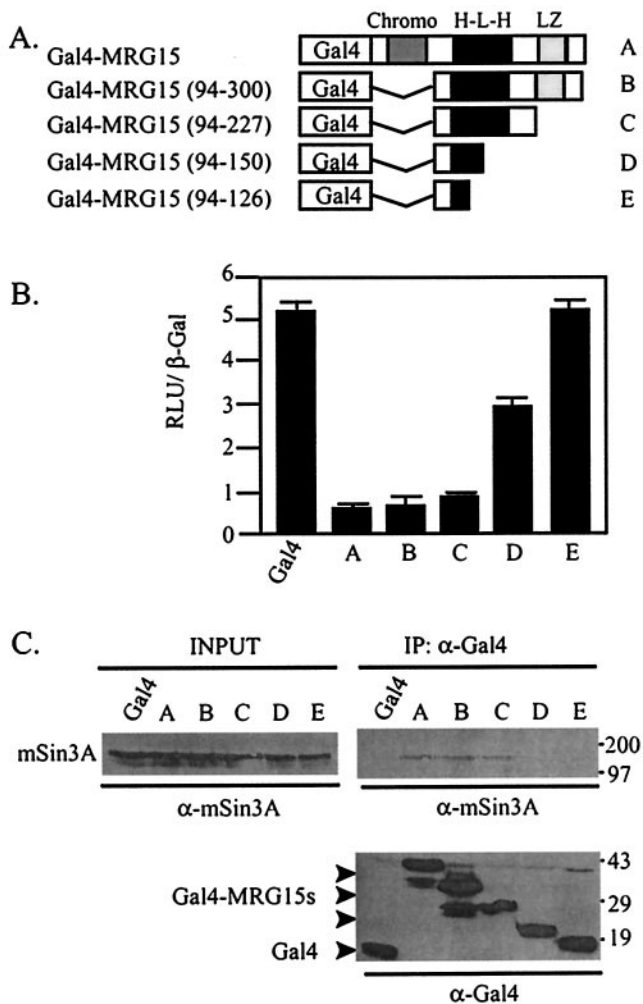 A.
Chromo H-L-H LZ
Gal4-MRG15 Gal4 A
Gal4-MRG15 (94-300) Gal4 B
Gal4-MRG15 (94-227) Gal4 C
Gal4-MRG15 (94-150) Gal4 D
Gal4-MRG15 (94-126) Gal4 E
B.
RLU/ β-Gal
6
5
4
3
2
1
0
Gal4 A B C D E
C.
INPUT IP: α-Gal4
Gal4 A B C D E Gal4 A B C D E
mSin3A -200
-97
α-mSin3A α-mSin3A
Gal4-MRG15s -43
-29
-19
Gal4
α-Gal4